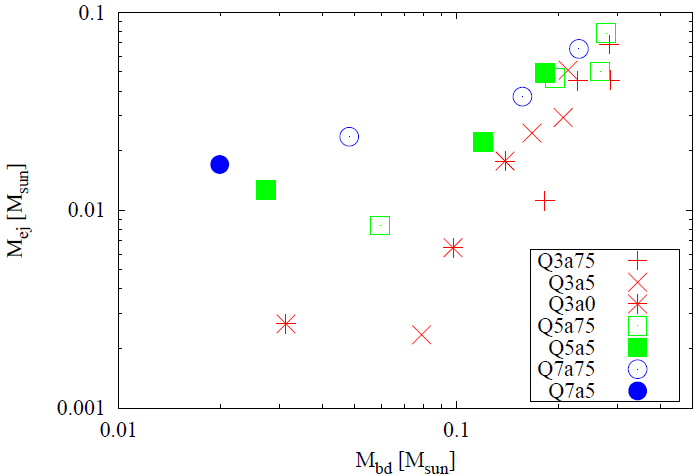 0.1
0.01
0.001
M_ej [M_sun]
Q3a75
Q3a5
Q3a0
Q5a75
Q5a5
Q7a75
Q7a5
0.01
0.1
M_bd [M_sun]